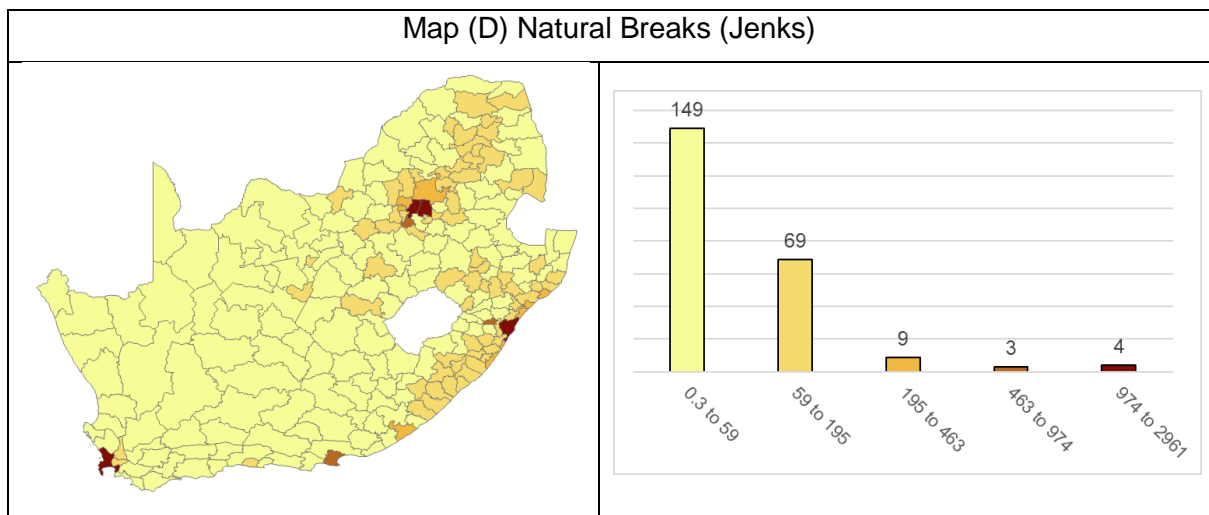 Map (D) Natural Breaks (Jenks)
149
69
9
3
4
0.3 to 59
59 to 195
195 to 463
463 to 974
974 to 2961